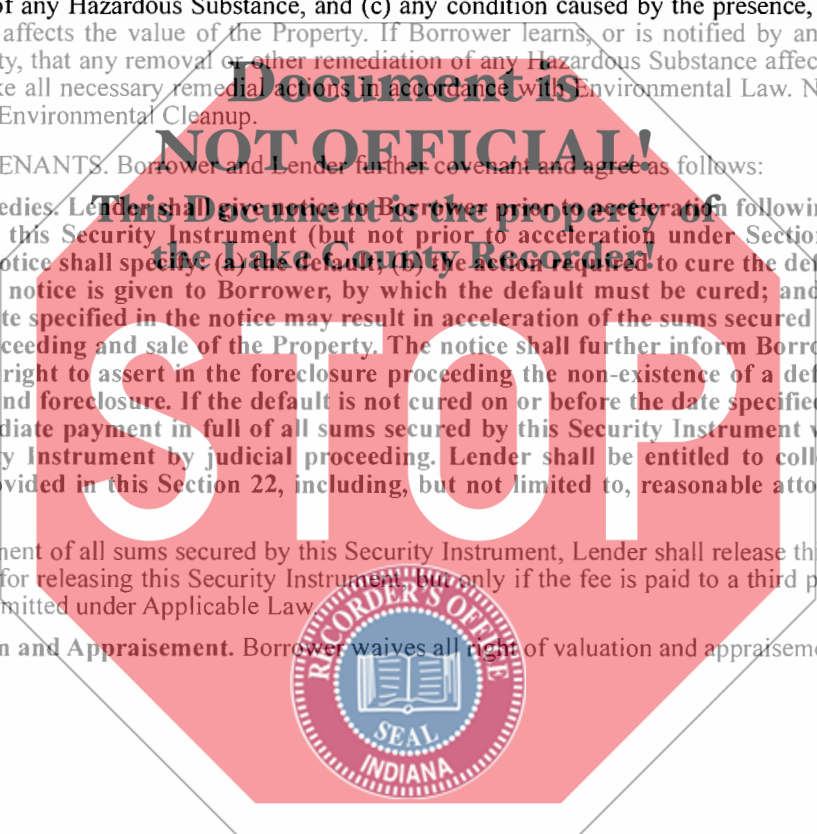 of any Hazardous Substance, and (c) any condition caused by the presence,
affects the value of the Property. If Borrower learns, or is notified by an
ty, that any removal or other remediation of any Hazardous Substance affec
ke all necessary remedial actions in accordance with Environmental Law. N
Environmental Cleanup.
Document is
NOT OFFICIAL!
This Document is the property of
the Lake County Recorder!
ENANTS. Borrower and Lender further covenant and agree as follows:
edies. Lender shall give notice to Borrower prior to acceleration followin
this Security Instrument (but not prior to acceleration under Section
otice shall specify: (a) the default; (b) the action required to cure the def
notice is given to Borrower, by which the default must be cured; and
te specified in the notice may result in acceleration of the sums secured
ceeding and sale of the Property. The notice shall further inform Borro
right to assert in the foreclosure proceeding the non-existence of a def
nd foreclosure. If the default is not cured on or before the date specified
diate payment in full of all sums secured by this Security Instrument w
y Instrument by judicial proceeding. Lender shall be entitled to coll
ovided in this Section 22, including, but not limited to, reasonable atto
STOP
nent of all sums secured by this Security Instrument, Lender shall release th
for releasing this Security Instrument, but only if the fee is paid to a third p
mitted under Applicable Law.
n and Appraisement. Borrower waives all right of valuation and appraiseme
RECORDER'S OFFICE
SEAL
INDIANA